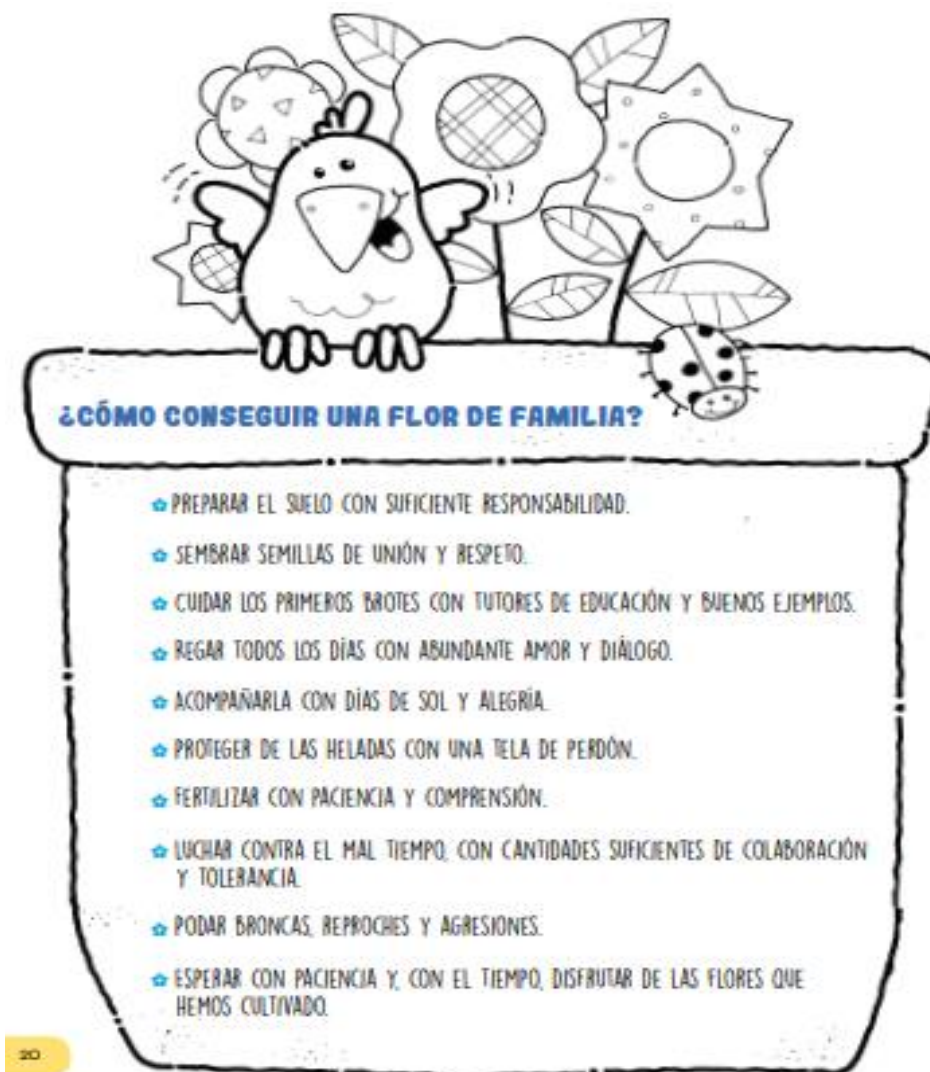 ¿CÓMO CONSEGUIR UNA FLOR DE FAMILIA?
PREPARAR EL SUELO CON SUFICIENTE RESPONSABILIDAD.
SEMBRAR SEMILLAS DE UNIÓN Y RESPETO.
CUIDAR LOS PRIMEROS BROTES CON TUTORES DE EDUCACIÓN Y BUENOS EJEMPLOS.
REGAR TODOS LOS DÍAS CON ABUNDANTE AMOR Y DIÁLOGO.
ACOMPAÑARLA CON DÍAS DE SOL Y ALEGRÍA.
PROTEGER DE LAS HELADAS CON UNA TELA DE PERDÓN.
FERTILIZAR CON PACIENCIA Y COMPRENSIÓN.
LUCHAR CONTRA EL MAL TIEMPO, CON CANTIDADES SUFICIENTES DE COLABORACIÓN
Y TOLERANCIA.
PODAR BRONCAS, REPROCHES Y AGRESIONES.
ESPERAR CON PACIENCIA Y, CON EL TIEMPO, DISFRUTAR DE LAS FLORES QUE
HEMOS CULTIVADO.
20